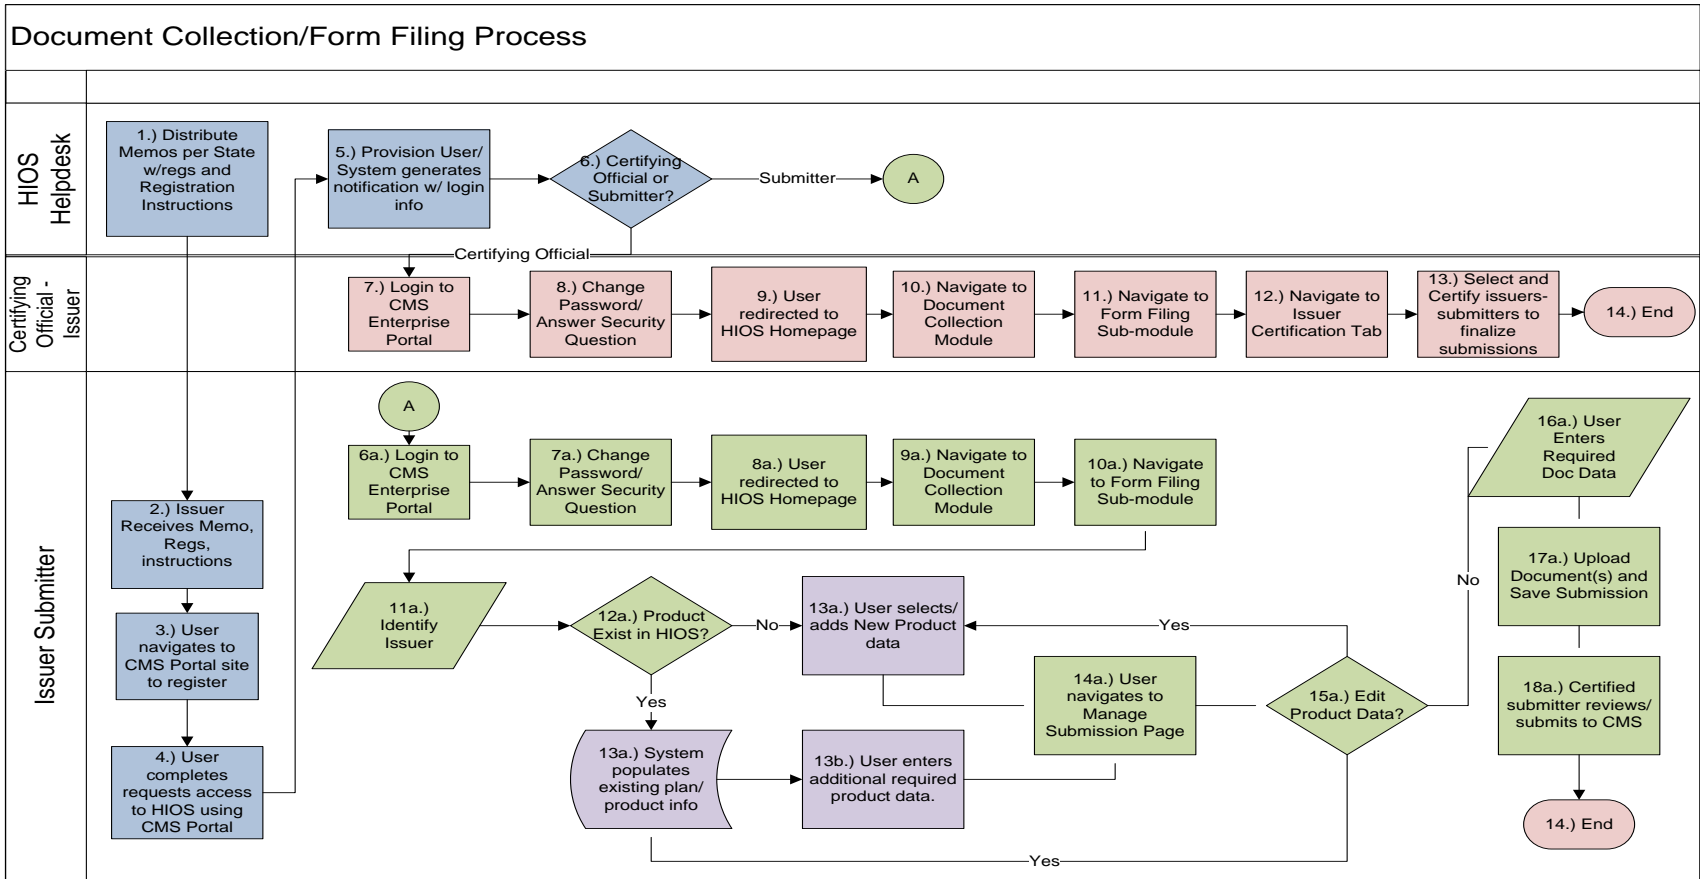 Document Collection/Form Filing Process
HIOS
Helpdesk
1.) Distribute
Memos per State
w/regs and
Registration
Instructions
5.) Provision User/
System generates
notification w/ login
info
6.) Certifying
Official or
Submitter?
Submitter
A
Certifying Official
Certifying
Official -
Issuer
7.) Login to
CMS
Enterprise
Portal
8.) Change
Password/
Answer Security
Question
9.) User
redirected to
HIOS Homepage
10.) Navigate to
Document
Collection
Module
11.) Navigate to
Form Filing
Sub-module
12.) Navigate to
Issuer
Certification Tab
13.) Select and
Certify issuers-
submitters to
finalize
submissions
14.) End
Issuer Submitter
2.) Issuer
Receives Memo,
Regs,
instructions
3.) User
navigates to
CMS Portal site
to register
4.) User
completes
requests access
to HIOS using
CMS Portal
A
6a.) Login to
CMS
Enterprise
Portal
7a.) Change
Password/
Answer Security
Question
8a.) User
redirected to
HIOS Homepage
9a.) Navigate to
Document
Collection
Module
10a.) Navigate
to Form Filing
Sub-module
11a.)
Identify
Issuer
12a.) Product
Exist in HIOS?
No
Yes
13a.) User selects/
adds New Product
data
13a.) System
populates
existing plan/
product info
13b.) User enters
additional required
product data.
14a.) User
navigates to
Manage
Submission Page
15a.) Edit
Product Data?
Yes
Yes
No
16a.) User
Enters
Required
Doc Data
17a.) Upload
Document(s) and
Save Submission
18a.) Certified
submitter reviews/
submits to CMS
14.) End